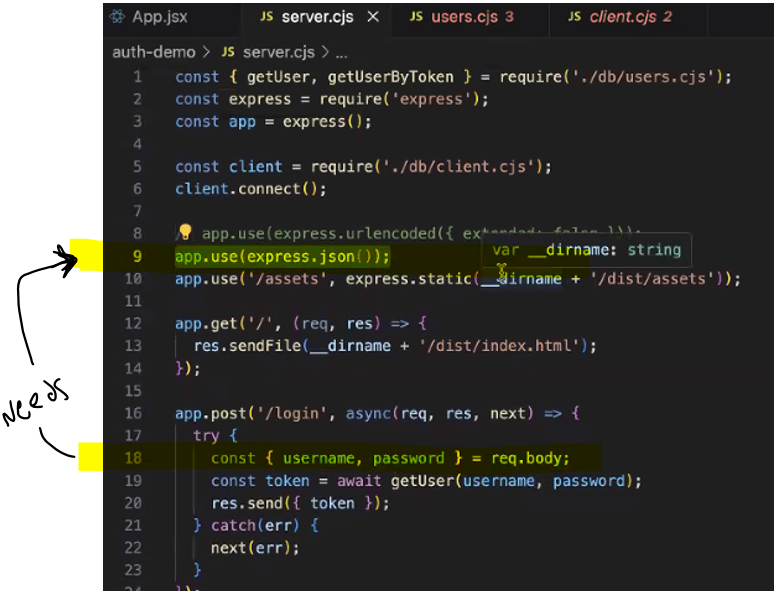 App.jsx JS server.cjs × JS users.cjs 3 JS client.cjs 2
auth-demo > JS server.cjs > ...
1 const { getUser, getUserByToken } = require('./db/users.cjs');
2 const express = require('express');
3 const app = express();
4
5 const client = require('./db/client.cjs');
6 client.connect();
7
8 / app.use(express.urlencoded({ extended: false }));
var __dirname: string
9 app.use(express.json());
10 app.use('/assets', express.static(__dirname + '/dist/assets'));
11
12 app.get('/', (req, res) => {
13 res.sendFile(__dirname + '/dist/index.html');
14 });
15
Needs
16 app.post('/login', async(req, res, next) => {
17 try {
18 const { username, password } = req.body;
19 const token = await getUser(username, password);
20 res.send({ token });
21 } catch(err) {
22 next(err);
23 }
24 });